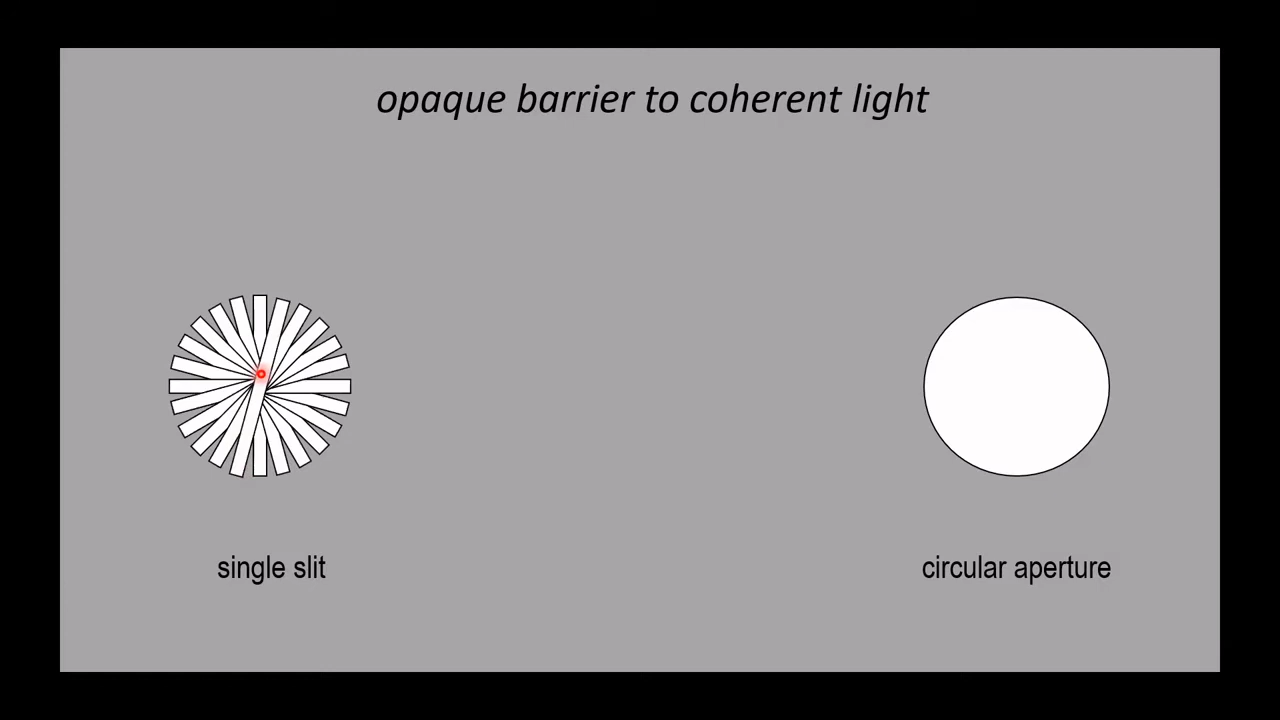 opaque barrier to coherent light
single slit
circular aperture